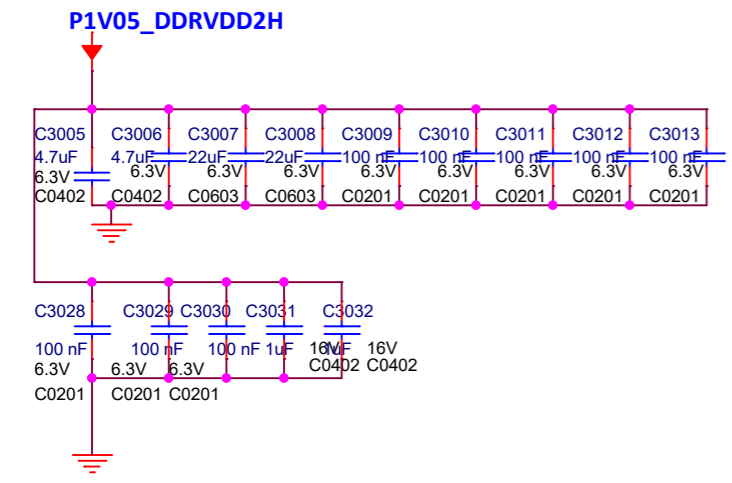 P1V05_DDRVDD2H
C3005 C3006 C3007 C3008 C3009 C3010 C3011 C3012 C3013
4.7uF 4.7uF 22uF 22uF 100 nF 100 nF 100 nF 100 nF 100 nF
6.3V 6.3V 6.3V 6.3V 6.3V 6.3V 6.3V 6.3V 6.3V
C0402 C0402 C0603 C0603 C0201 C0201 C0201 C0201 C0201
C3028 C3029 C3030 C3031 C3032
100 nF 100 nF 100 nF 1uF 1uF
16V 16V
6.3V 6.3V 6.3V C0402 C0402
C0201 C0201 C0201